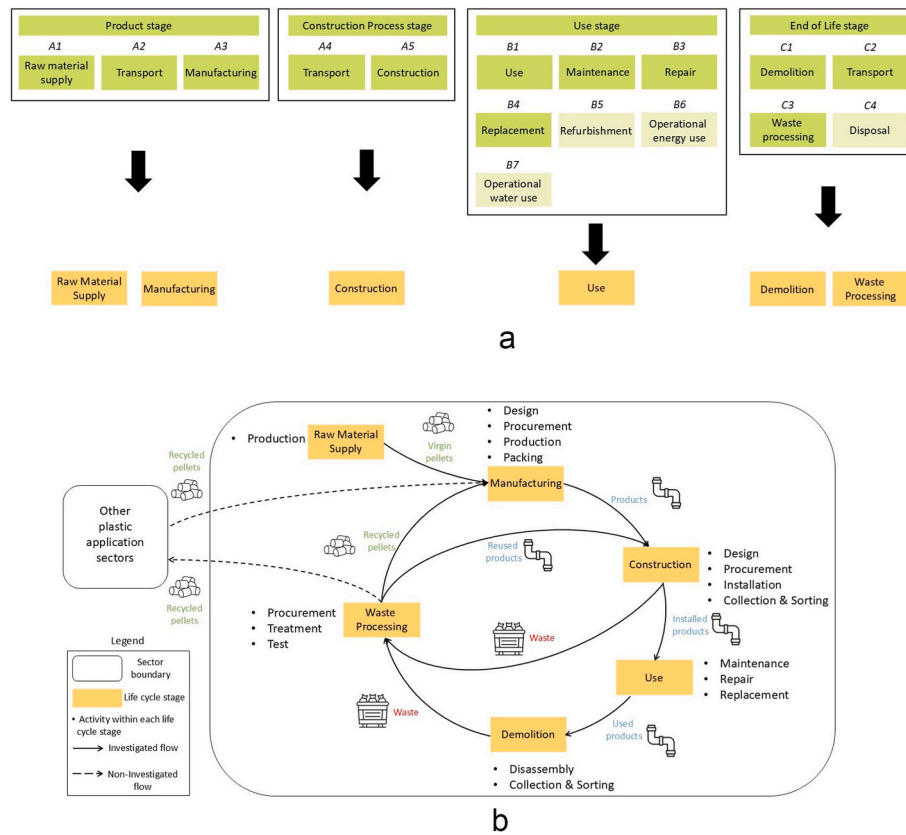 Product stage
A1 A2 A3
Raw material
supply
Transport
Manufacturing
Construction Process stage
A4 A5
Transport
Construction
Use stage
B1 B2 B3
Use
Maintenance
Repair
B4 B5 B6
Replacement
Refurbishment
Operational
energy use
B7
Operational
water use
End of Life stage
C1 C2
Demolition
Transport
C3 C4
Waste
processing
Disposal
Raw Material
Supply
Manufacturing
Construction
Use
Demolition
Waste
Processing
a
• Production
Raw Material
Supply
Virgin
pellets
• Design
• Procurement
• Production
• Packing
Manufacturing
Recycled
pellets
Other
plastic
application
sectors
Recycled
pellets
Recycled
pellets
Reused
products
Products
Construction
• Design
• Procurement
• Installation
• Collection & Sorting
• Procurement
• Treatment
• Test
Waste
Processing
Waste
Installed
products
Use
• Maintenance
• Repair
• Replacement
Waste
Demolition
Used
products
• Disassembly
• Collection & Sorting
Legend
Sector
boundary
Life cycle stage
• Activity within each life
cycle stage
Investigated flow
Non-Investigated flow
b